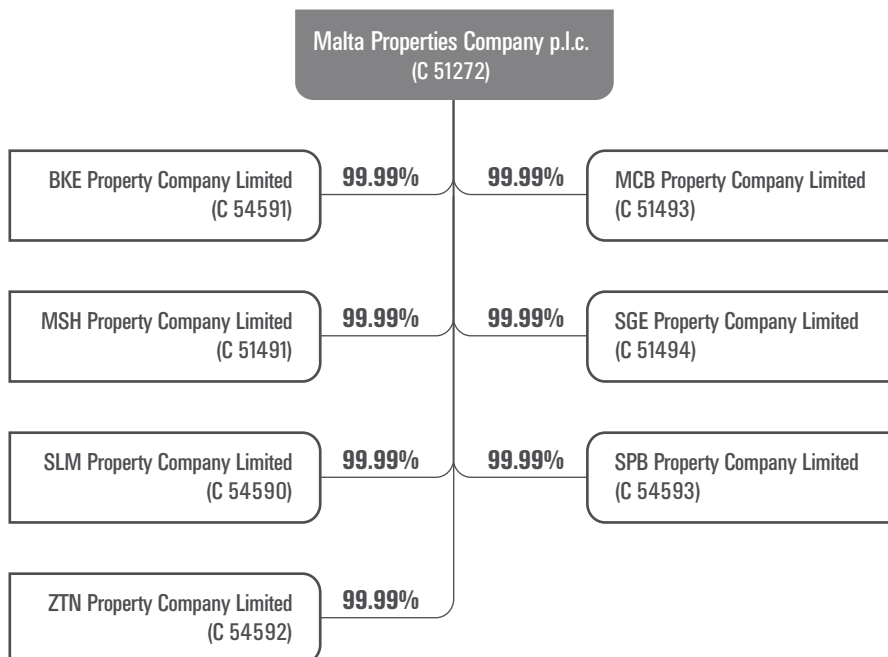 Malta Properties Company p.l.c.
(C 51272)
BKE Property Company Limited
(C 54591)
99.99%
99.99%
MCB Property Company Limited
(C 51493)
MSH Property Company Limited
(C 51491)
99.99%
99.99%
SGE Property Company Limited
(C 51494)
SLM Property Company Limited
(C 54590)
99.99%
99.99%
SPB Property Company Limited
(C 54593)
ZTN Property Company Limited
(C 54592)
99.99%